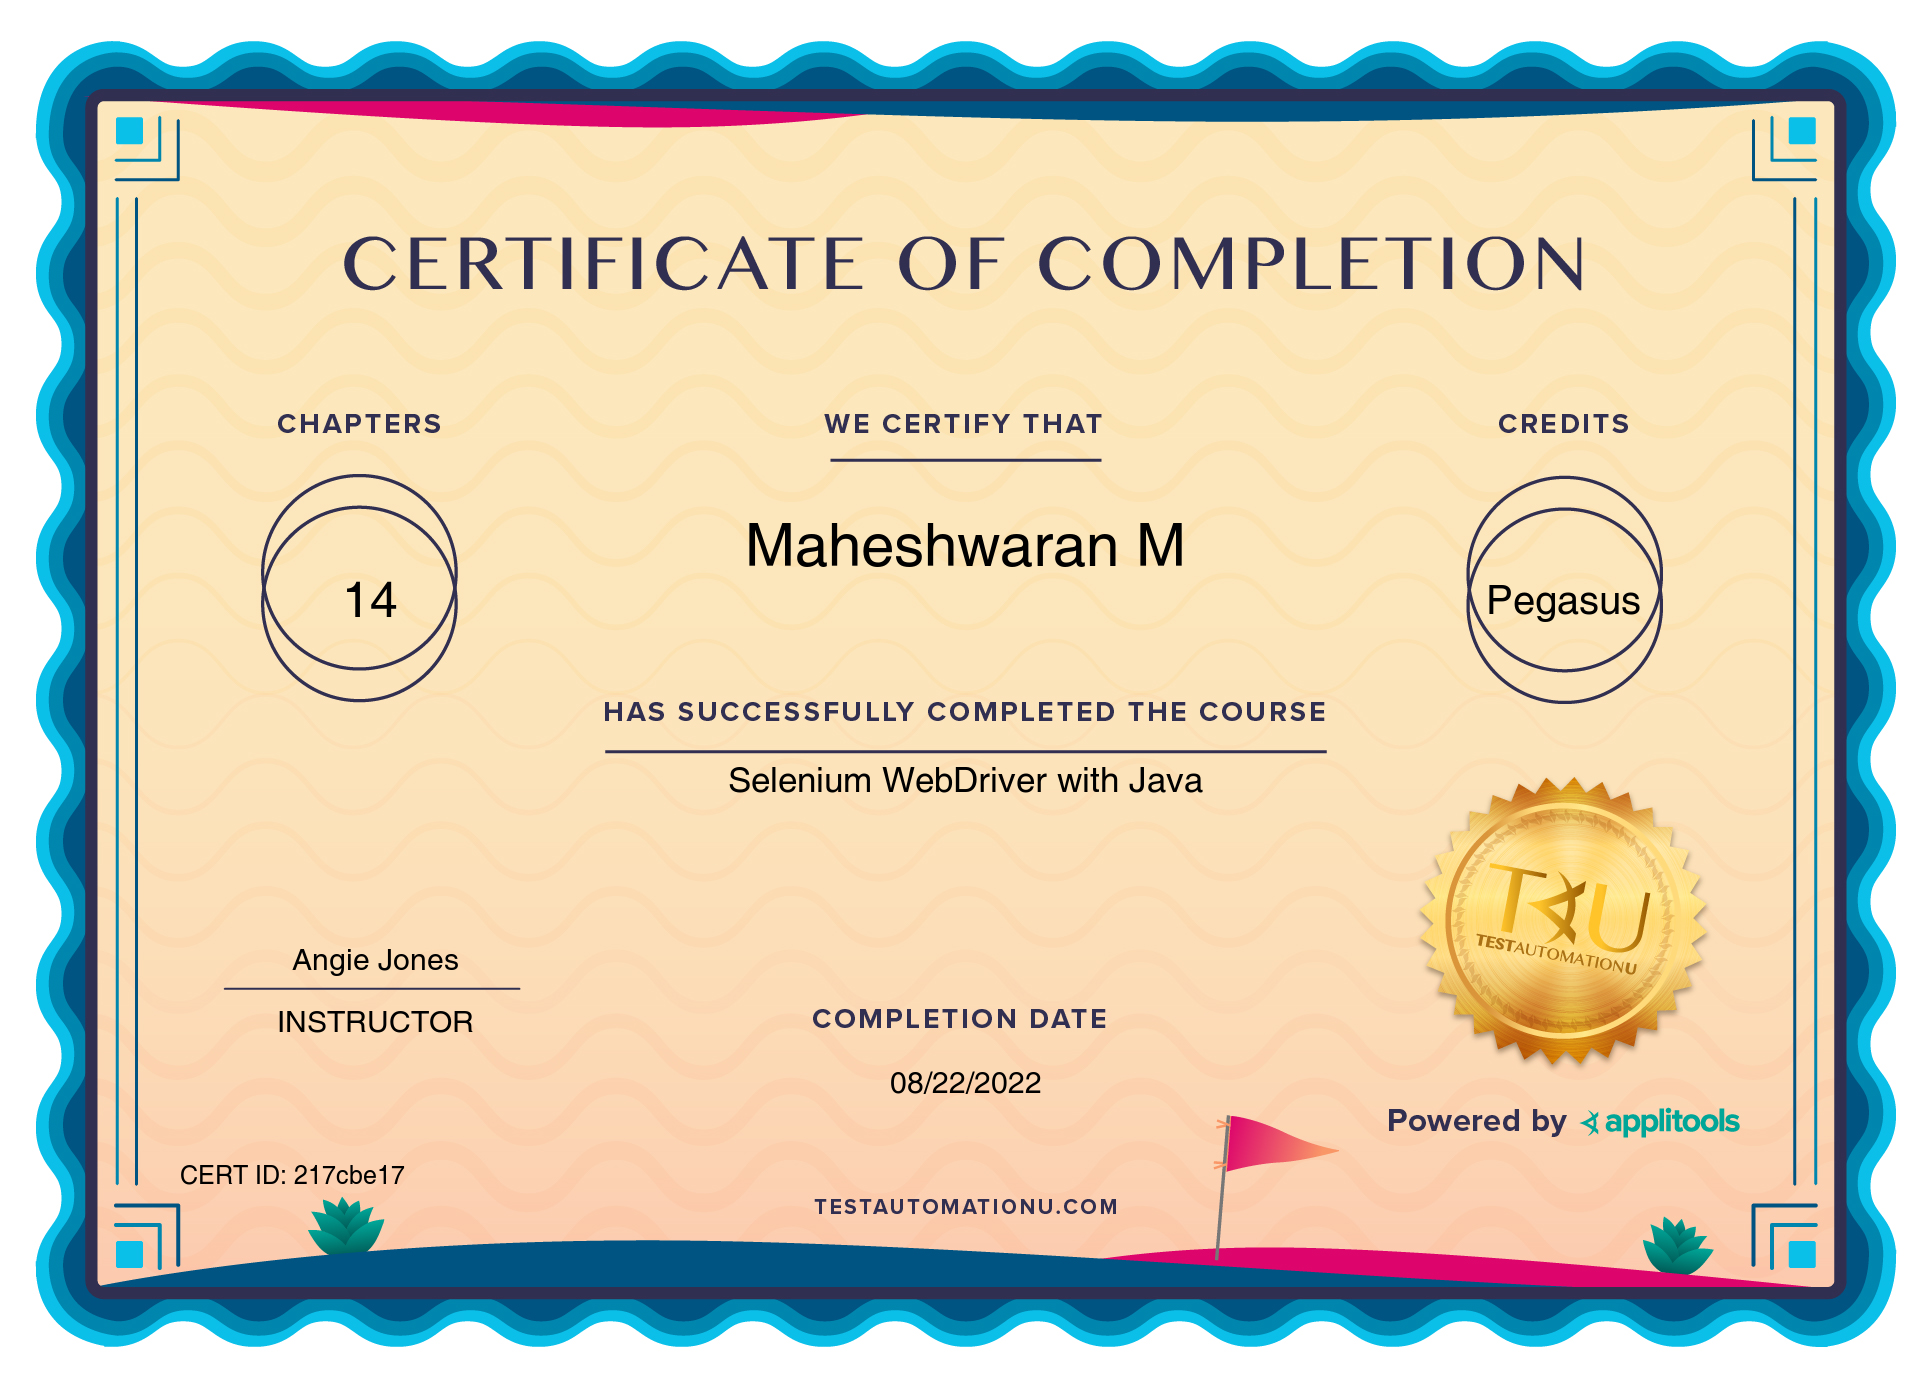 CERTIFICATE OF COMPLETION
CHAPTERS
14
WE CERTIFY THAT
Maheshwaran M
CREDITS
Pegasus
HAS SUCCESSFULLY COMPLETED THE COURSE
Selenium WebDriver with Java
TAU
TESTAUTOMATIONU
Angie Jones
INSTRUCTOR
COMPLETION DATE
08/22/2022
Powered by applitools
CERT ID: 217cbe17
TESTAUTOMATIONU.COM